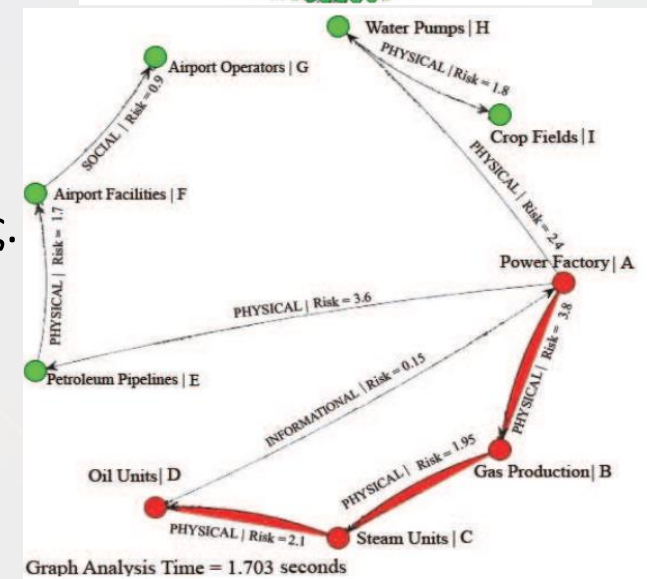 Water Pumps | H
PHYSICAL | Risk = 1.8
Airport Operators | G
Crop Fields | I
SOCIAL | Risk = 0.9
PHYSICAL | Risk = 2.4
Airport Facilities | F
PHYSICAL | Risk = 1.7
Power Factory | A
PHYSICAL | Risk = 3.6
PHYSICAL | Risk = 3.8
Petroleum Pipelines | E
INFORMATIONAL | Risk = 0.15
PHYSICAL | Risk = 1.95
Gas Production | B
Oil Units | D
PHYSICAL | Risk = 2.1
Steam Units | C
Graph Analysis Time = 1.703 seconds